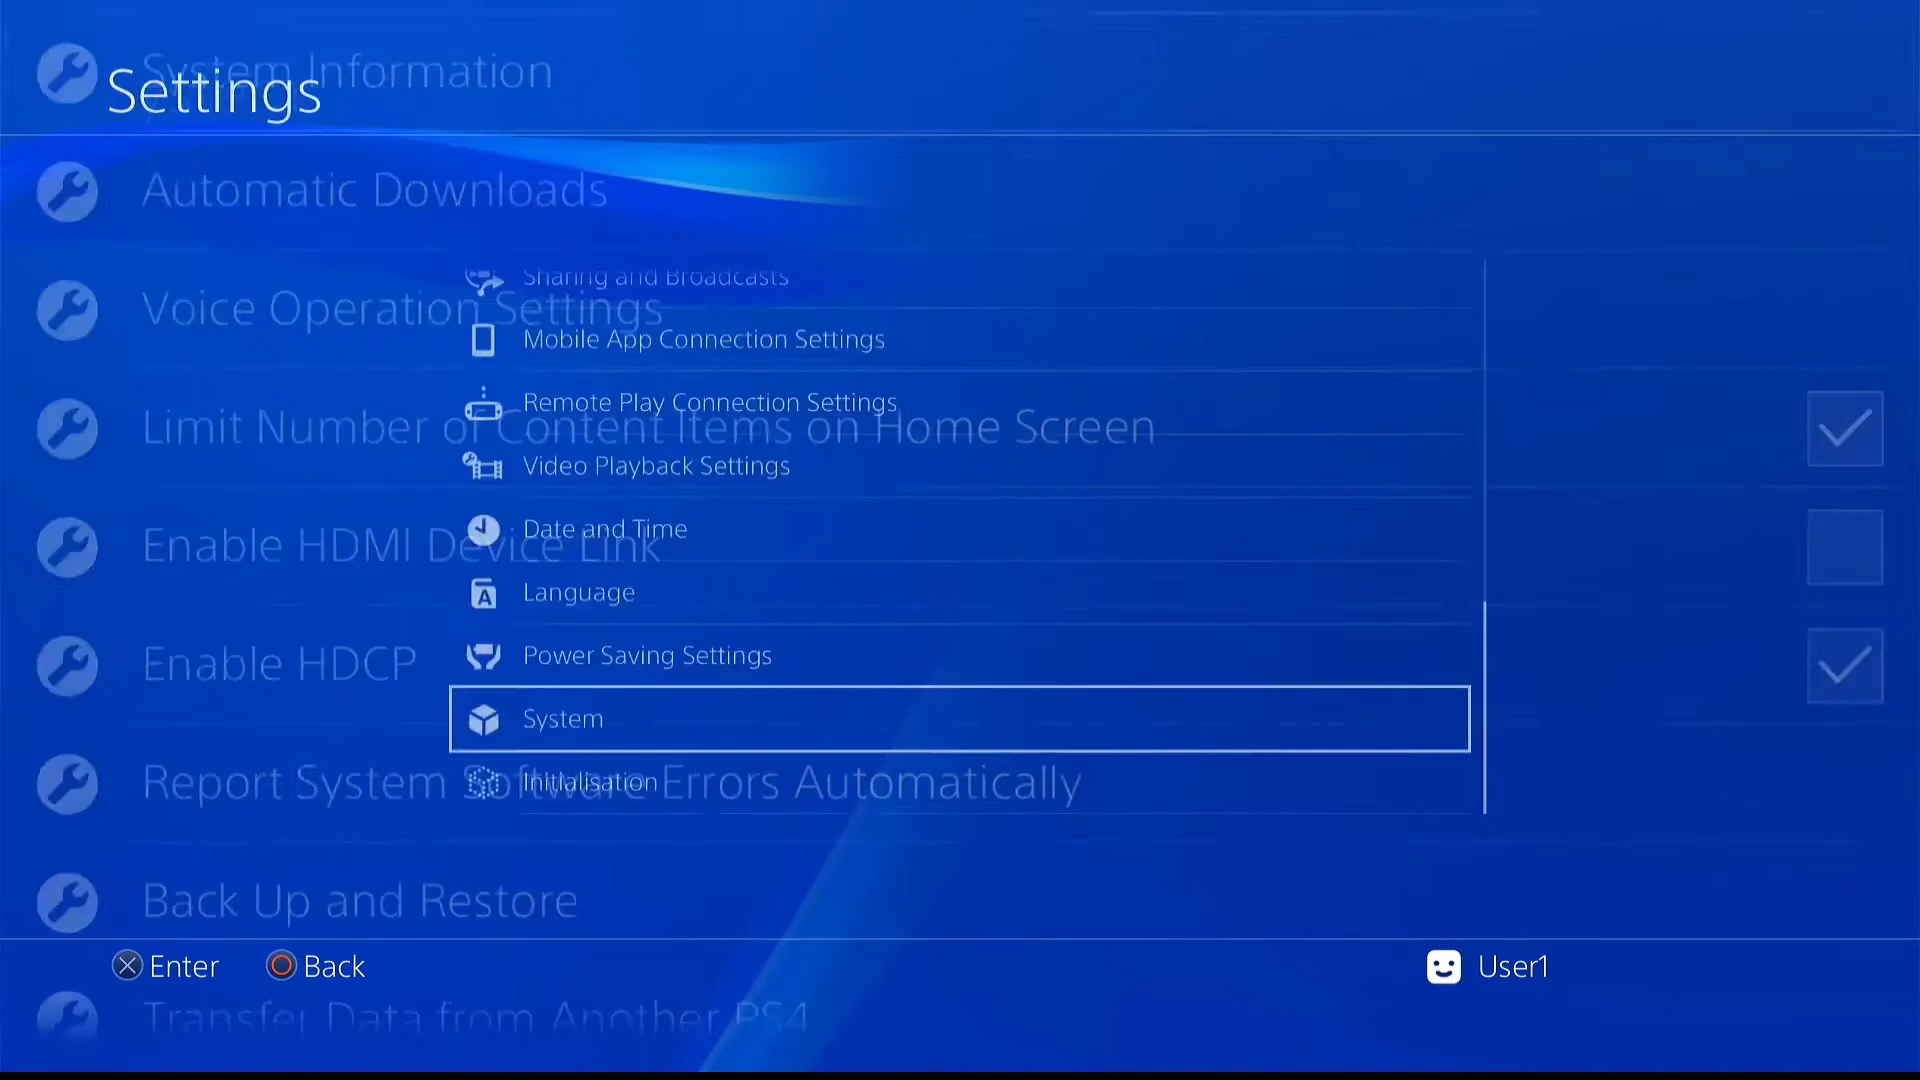 System Information
Settings
Automatic Downloads
Sharing and Broadcasts
Voice Operation Settings
Mobile App Connection Settings
Remote Play Connection Settings
Limit Number of Content Items on Home Screen
Video Playback Settings
Date and Time
Enable HDMI Device Link
Language
Power Saving Settings
Enable HDCP
System
Initialisation
Report System Software Errors Automatically
Back Up and Restore
Enter
Back
User1
Transfer Data from Another PS4